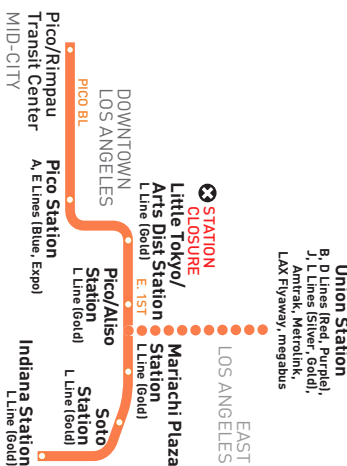 Pico/Rimpau
Transit Center
MID-CITY
PICO BL
Pico Station
A, E Lines (Blue, Expo)
DOWNTOWN
LOS ANGELES
STATION
CLOSURE
Little Tokyo/
Arts Dist Station
L Line (Gold)
E. 1ST
Pico/Aliso
Station
L Line (Gold)
Union Station
B, D Lines (Red, Purple),
J, L Lines (Silver, Gold),
Amtrak, Metrolink,
LAX Flyaway, megabus
Mariachi Plaza
Station
L Line (Gold)
EAST
LOS ANGELES
Soto
Station
L Line (Gold)
Indiana Station
L Line (Gold)